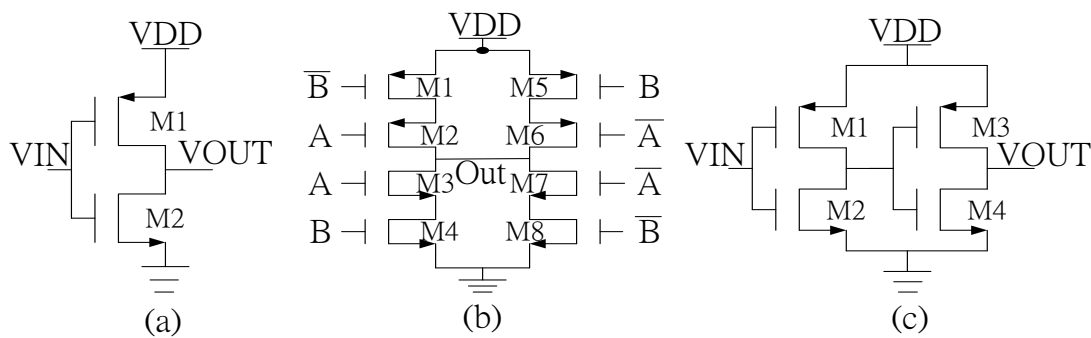 VDD
M1
VIN
VOUT
M2
(a)
VDD
B̅ M1 M5 B
A M2 M6 A̅
Out
A M3 M7 A̅
B M4 M8 B̅
(b)
VDD
M1 M3
VIN
VOUT
M2 M4
(c)